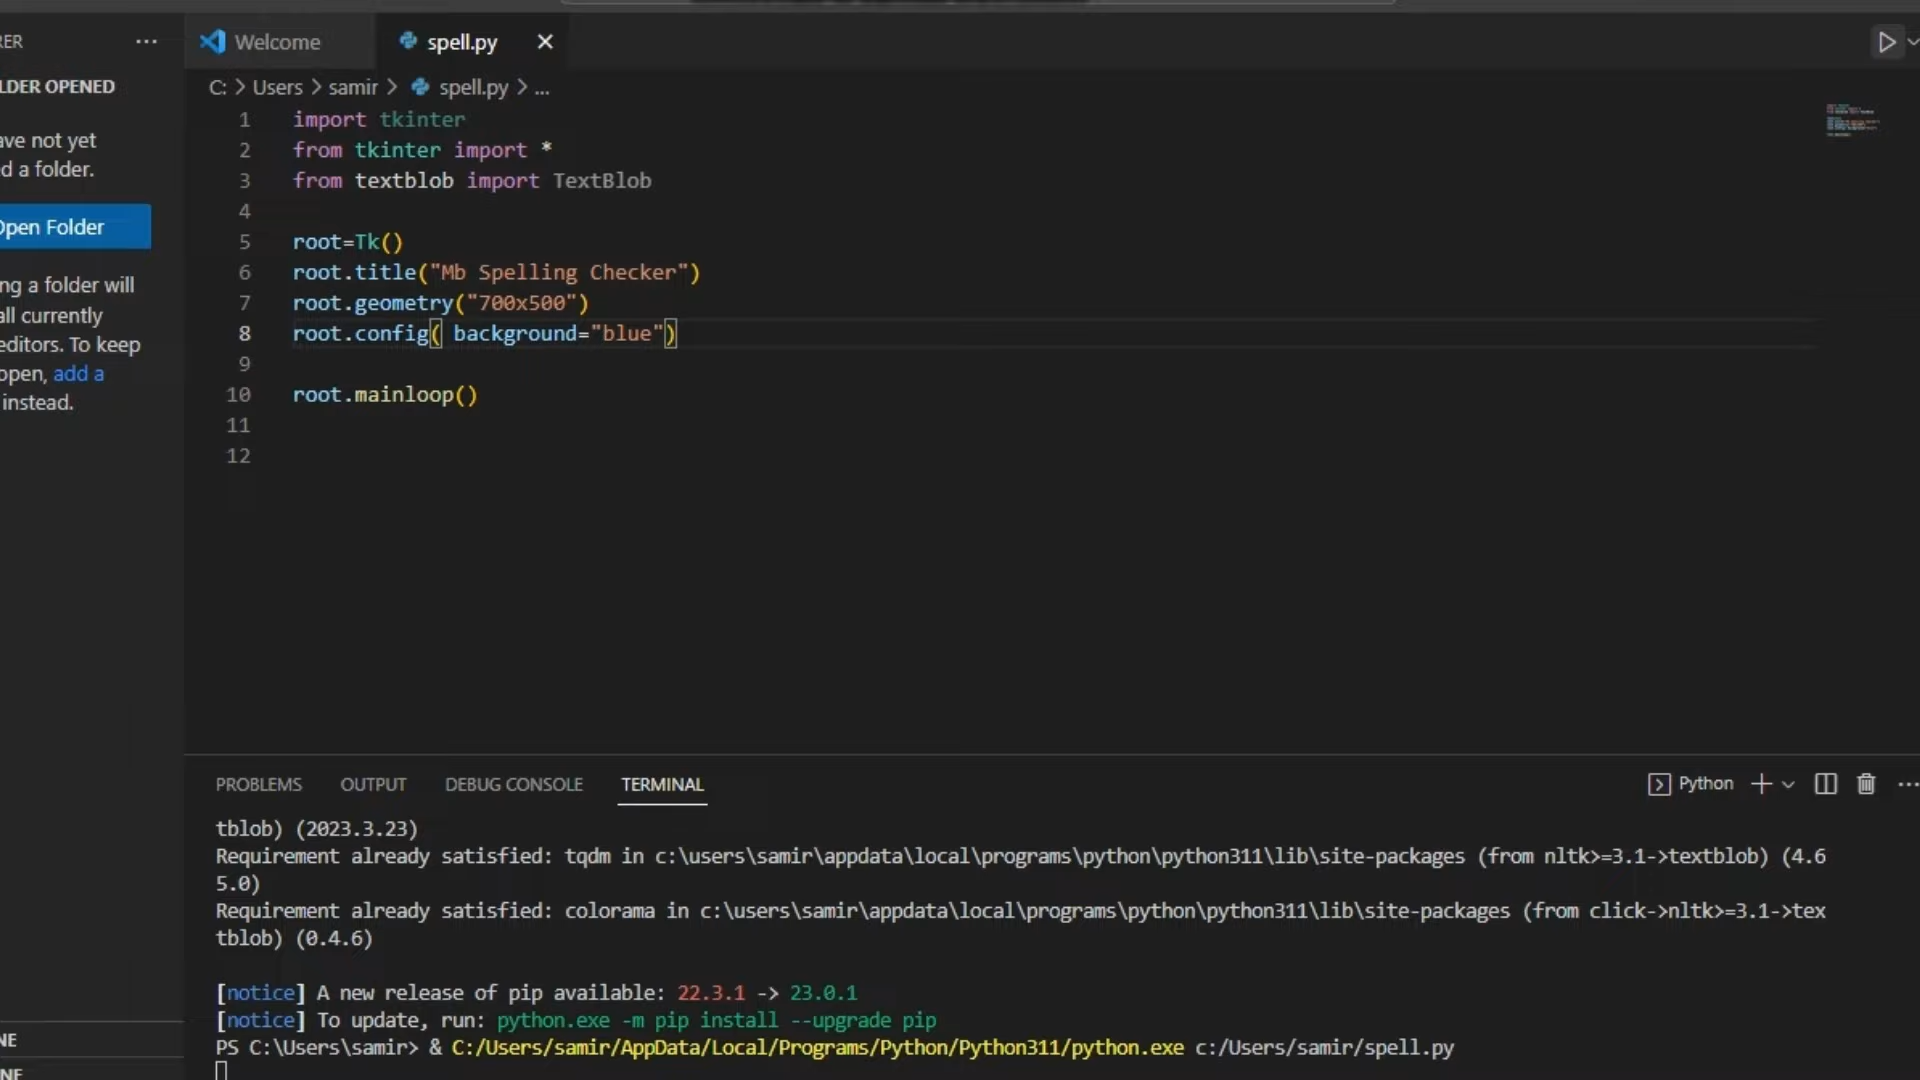 RER
Welcome
spell.py
LDER OPENED
C: > Users > samir > spell.py > ...
ave not yet
d a folder.
Open Folder
ng a folder will
all currently
editors. To keep
open, add a
instead.
1 import tkinter
2 from tkinter import *
3 from textblob import TextBlob
4
5 root=Tk()
6 root.title("Mb Spelling Checker")
7 root.geometry("700x500")
8 root.config( background="blue")
9
10 root.mainloop()
11
12
PROBLEMS OUTPUT DEBUG CONSOLE TERMINAL
Python
tblob) (2023.3.23)
Requirement already satisfied: tqdm in c:\users\samir\appdata\local\programs\python\python311\lib\site-packages (from nltk>=3.1->textblob) (4.6
5.0)
Requirement already satisfied: colorama in c:\users\samir\appdata\local\programs\python\python311\lib\site-packages (from click->nltk>=3.1->tex
tblob) (0.4.6)
[notice] A new release of pip available: 22.3.1 -> 23.0.1
[notice] To update, run: python.exe -m pip install --upgrade pip
PS C:\Users\samir> & C:/Users/samir/AppData/Local/Programs/Python/Python311/python.exe c:/Users/samir/spell.py
NE
NE